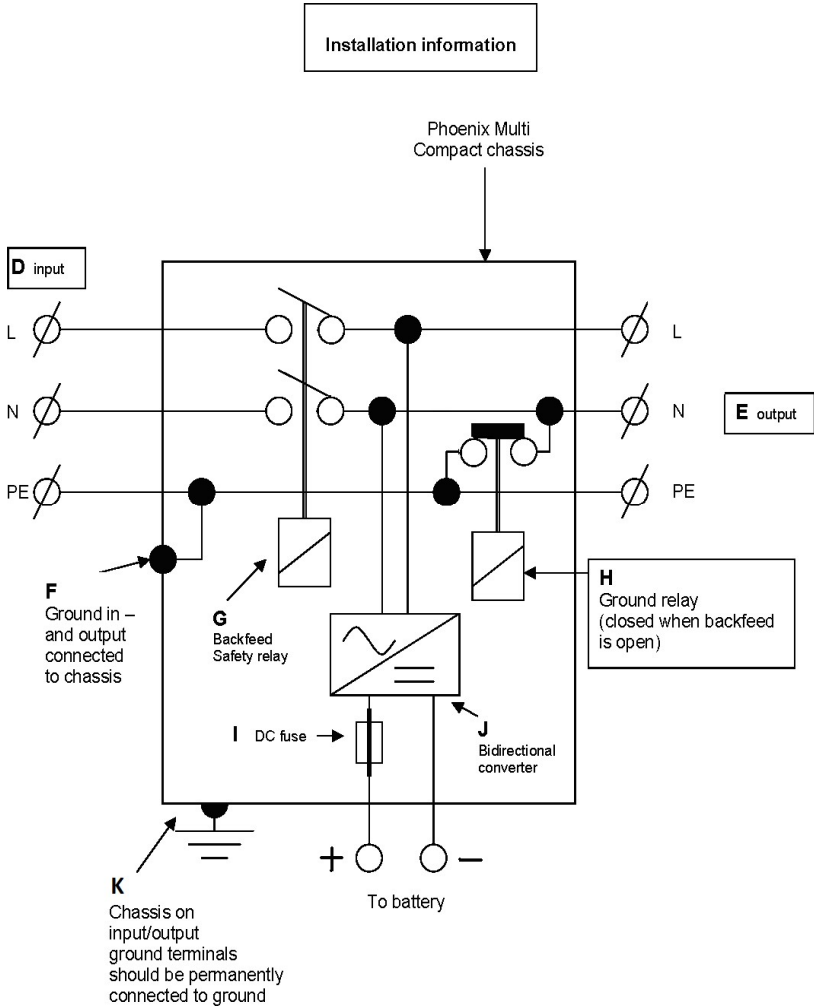 Installation information
Phoenix Multi
Compact chassis
D input
L
L
N
N
E output
PE
PE
F
Ground in –
and output
connected
to chassis
G
Backfeed
Safety relay
H
Ground relay
(closed when backfeed
is open)
I DC fuse
J
Bidirectional
converter
+
–
To battery
K
Chassis on
input/output
ground terminals
should be permanently
connected to ground